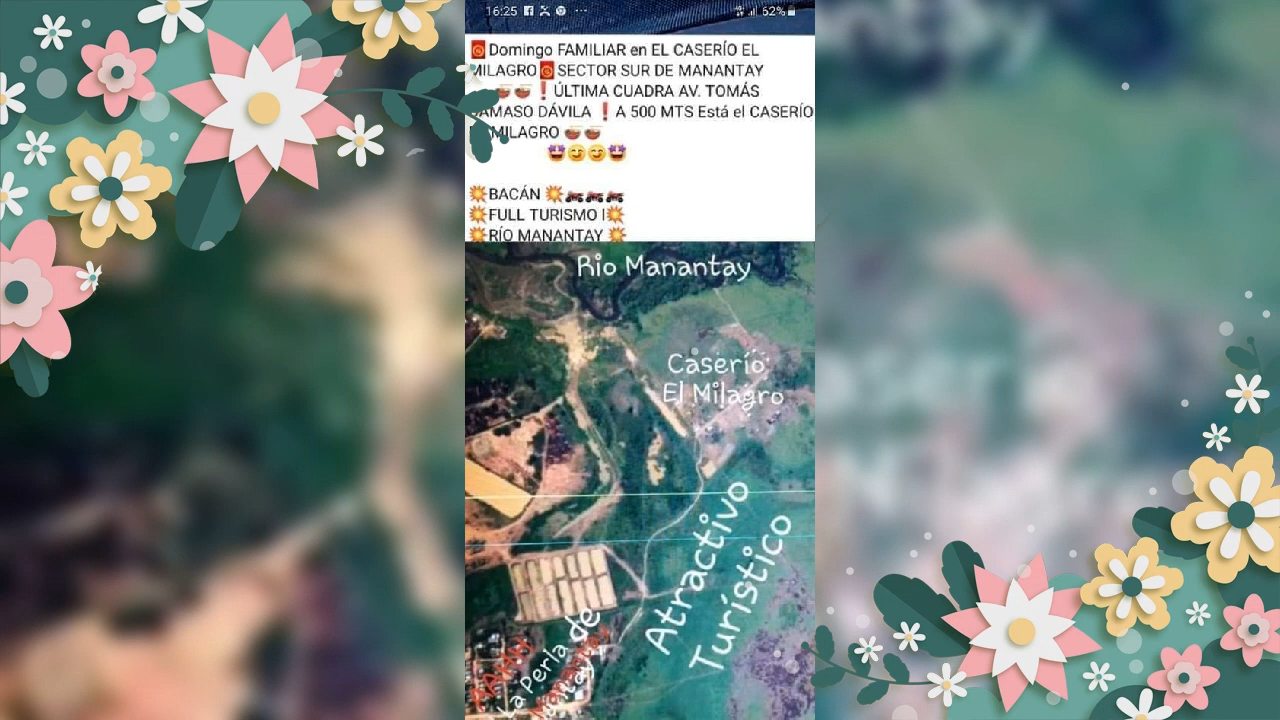 16:25 62%
Domingo FAMILIAR en EL CASERÍO EL
MILAGRO SECTOR SUR DE MANANTAY
ÚLTIMA CUADRA AV. TOMÁS
DÁVILA A 500 MTS Está el CASERÍO
MILAGRO
BACÁN
FULL TURISMO
RÍO MANANTAY
Rio Manantay
Caserío
El Milagro
Atractivo
Turístico
La Perla de